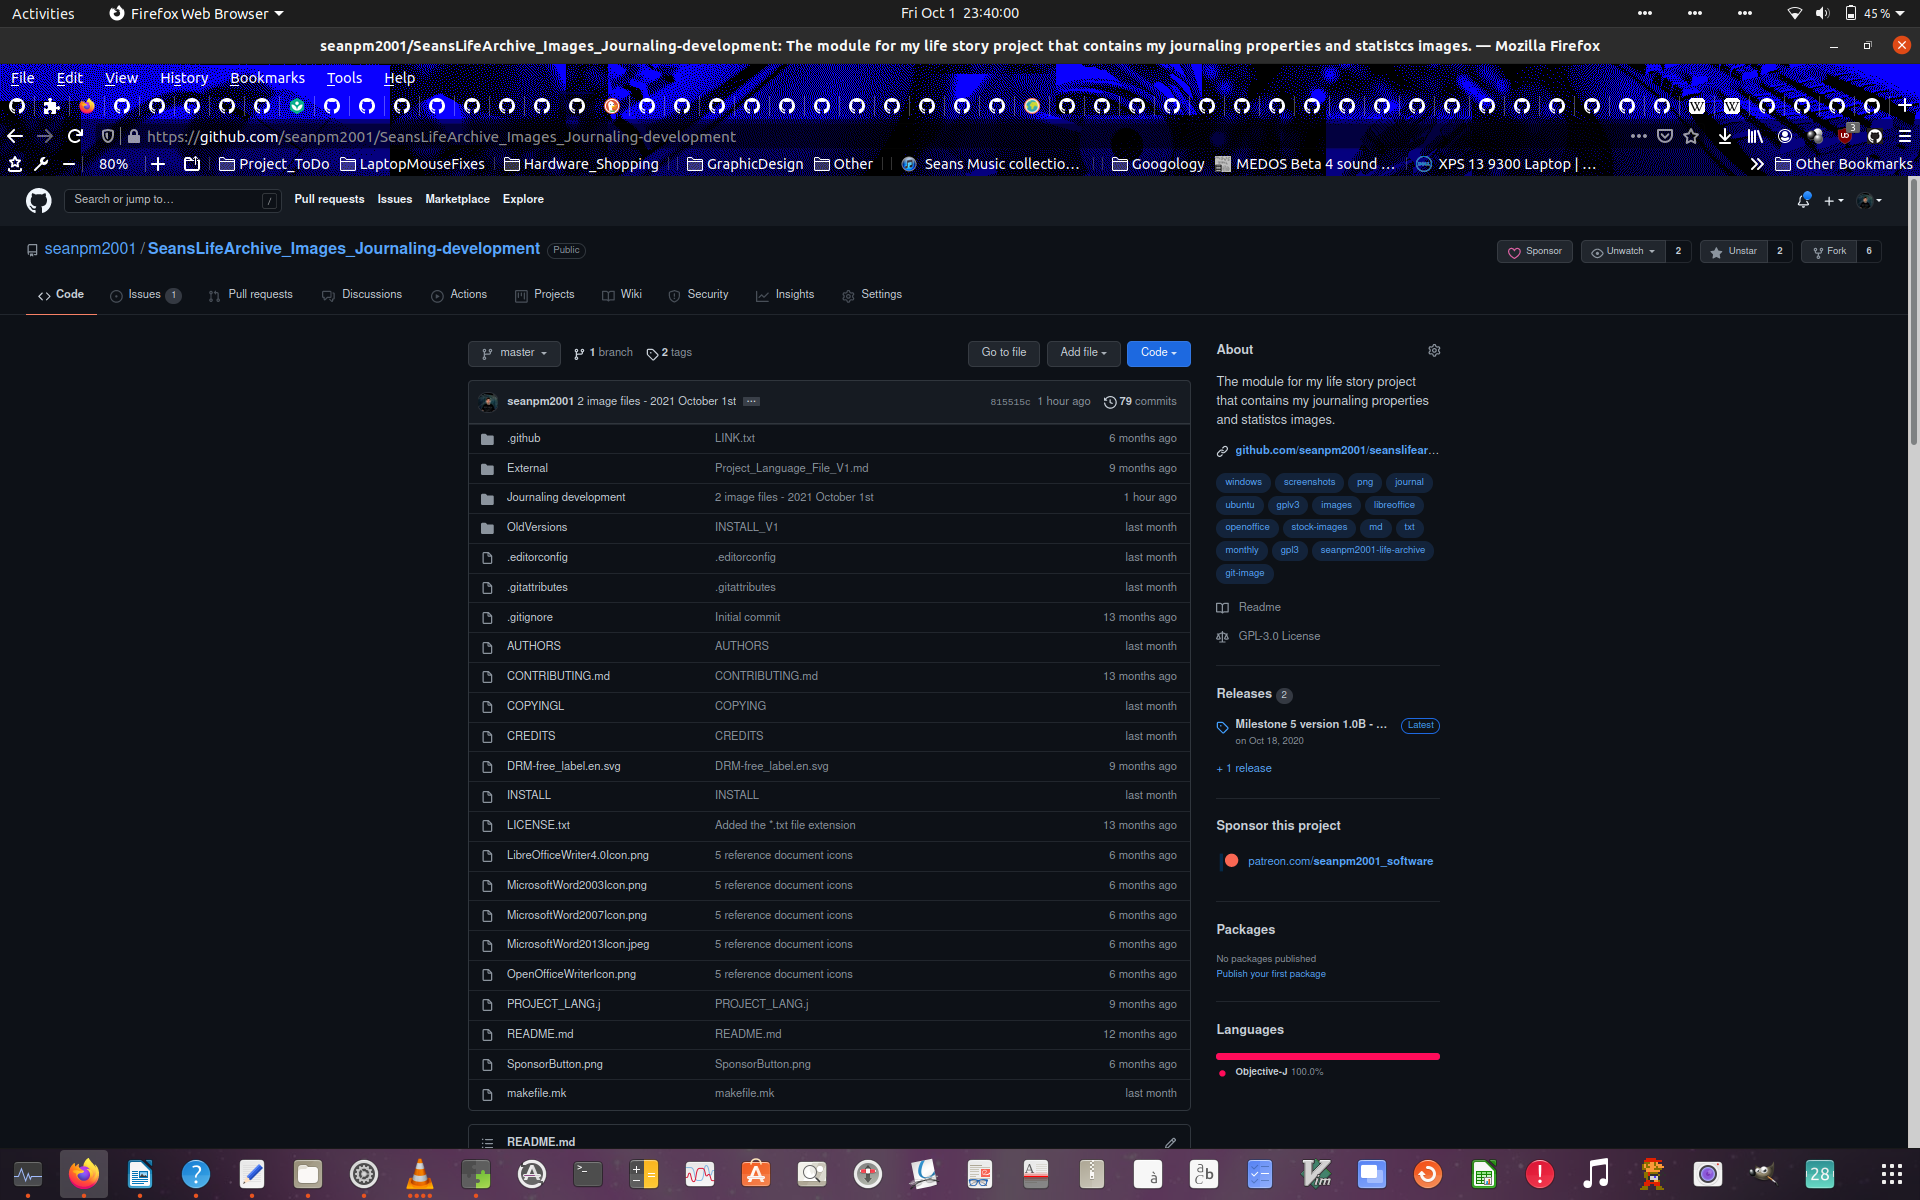 Activities
Firefox Web Browser
Fri Oct 1 23:40:00
45 %
seanpm2001/SeansLifeArchive_Images_Journaling-development: The module for my life story project that contains my journaling properties and statistcs images. — Mozilla Firefox
File Edit View History Bookmarks Tools Help
https://github.com/seanpm2001/SeansLifeArchive_Images_Journaling-development
3
80%
Project_ToDo
LaptopMouseFixes
Hardware_Shopping
GraphicDesign
Other
Seans Music collectio…
Googology
MEDOS Beta 4 sound …
XPS 13 9300 Laptop | …
Other Bookmarks
Search or jump to…
/
Pull requests Issues Marketplace Explore
seanpm2001 / SeansLifeArchive_Images_Journaling-development
Public
Sponsor
Unwatch 2
Unstar 2
Fork 6
Code
Issues 1
Pull requests
Discussions
Actions
Projects
Wiki
Security
Insights
Settings
master
1 branch
2 tags
Go to file
Add file
Code
seanpm2001 2 image files - 2021 October 1st
815515c 1 hour ago
79 commits
.github LINK.txt 6 months ago
External Project_Language_File_V1.md 9 months ago
Journaling development 2 image files - 2021 October 1st 1 hour ago
OldVersions INSTALL_V1 last month
.editorconfig .editorconfig last month
.gitattributes .gitattributes last month
.gitignore Initial commit 13 months ago
AUTHORS AUTHORS last month
CONTRIBUTING.md CONTRIBUTING.md 13 months ago
COPYINGL COPYING last month
CREDITS CREDITS last month
DRM-free_label.en.svg DRM-free_label.en.svg 9 months ago
INSTALL INSTALL last month
LICENSE.txt Added the *.txt file extension 13 months ago
LibreOfficeWriter4.0Icon.png 5 reference document icons 6 months ago
MicrosoftWord2003Icon.png 5 reference document icons 6 months ago
MicrosoftWord2007Icon.png 5 reference document icons 6 months ago
MicrosoftWord2013Icon.jpeg 5 reference document icons 6 months ago
OpenOfficeWriterIcon.png 5 reference document icons 6 months ago
PROJECT_LANG.j PROJECT_LANG.j 9 months ago
README.md README.md 12 months ago
SponsorButton.png SponsorButton.png 6 months ago
makefile.mk makefile.mk last month
README.md
About
The module for my life story project
that contains my journaling properties
and statistcs images.
github.com/seanpm2001/seanslifear…
windows screenshots png journal
ubuntu gplv3 images libreoffice
openoffice stock-images md txt
monthly gpl3 seanpm2001-life-archive
git-image
Readme
GPL-3.0 License
Releases 2
Milestone 5 version 1.0B - … Latest
on Oct 18, 2020
+ 1 release
Sponsor this project
patreon.com/seanpm2001_software
Packages
No packages published
Publish your first package
Languages
Objective-J 100.0%
28